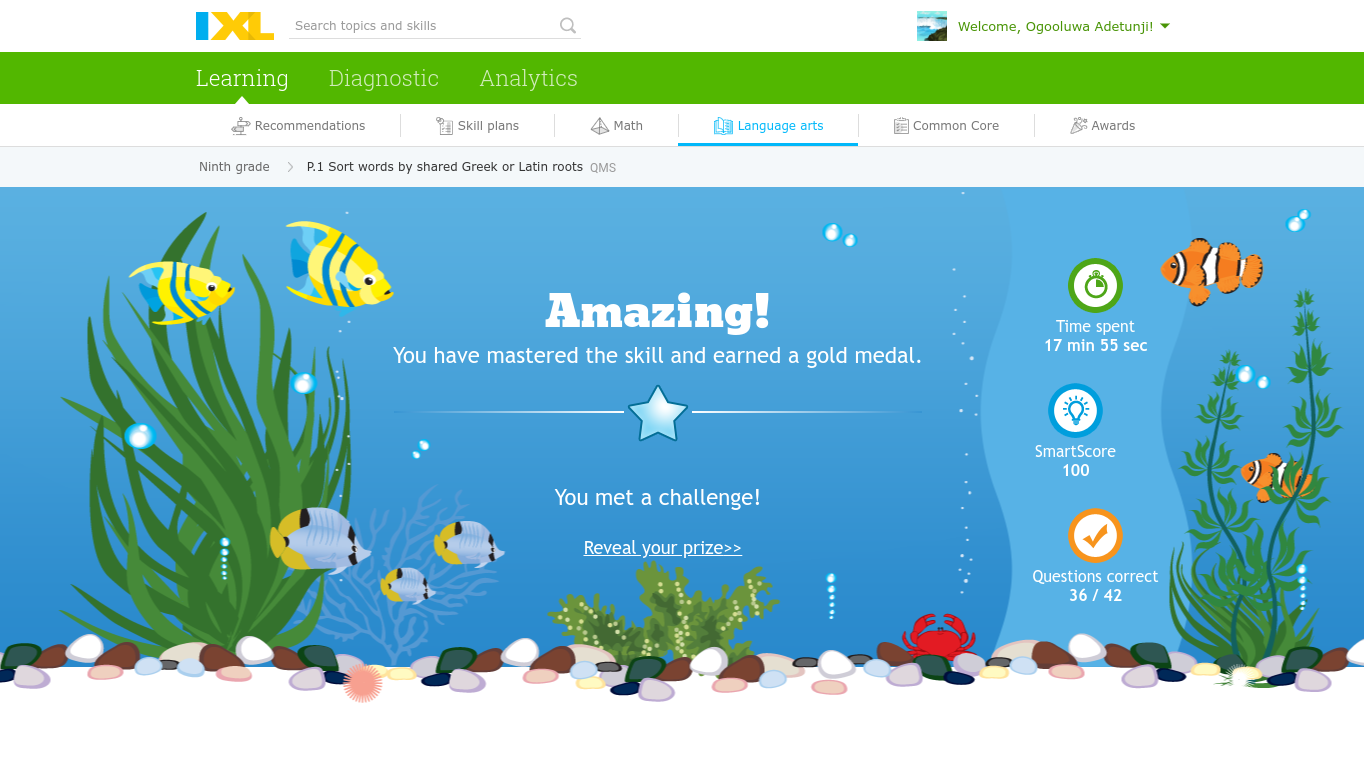 IXL
Search topics and skills
Welcome, Ogooluwa Adetunji!
Learning
Diagnostic
Analytics
Recommendations
Skill plans
Math
Language arts
Common Core
Awards
Ninth grade
P.1 Sort words by shared Greek or Latin roots QMS
Amazing!
You have mastered the skill and earned a gold medal.
You met a challenge!
Reveal your prize>>
Time spent
17 min 55 sec
SmartScore
100
Questions correct
36 / 42